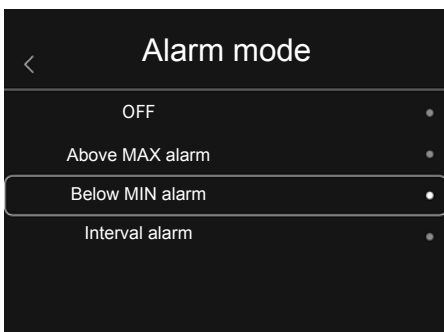 Alarm mode
OFF
Above MAX alarm
Below MIN alarm
Interval alarm